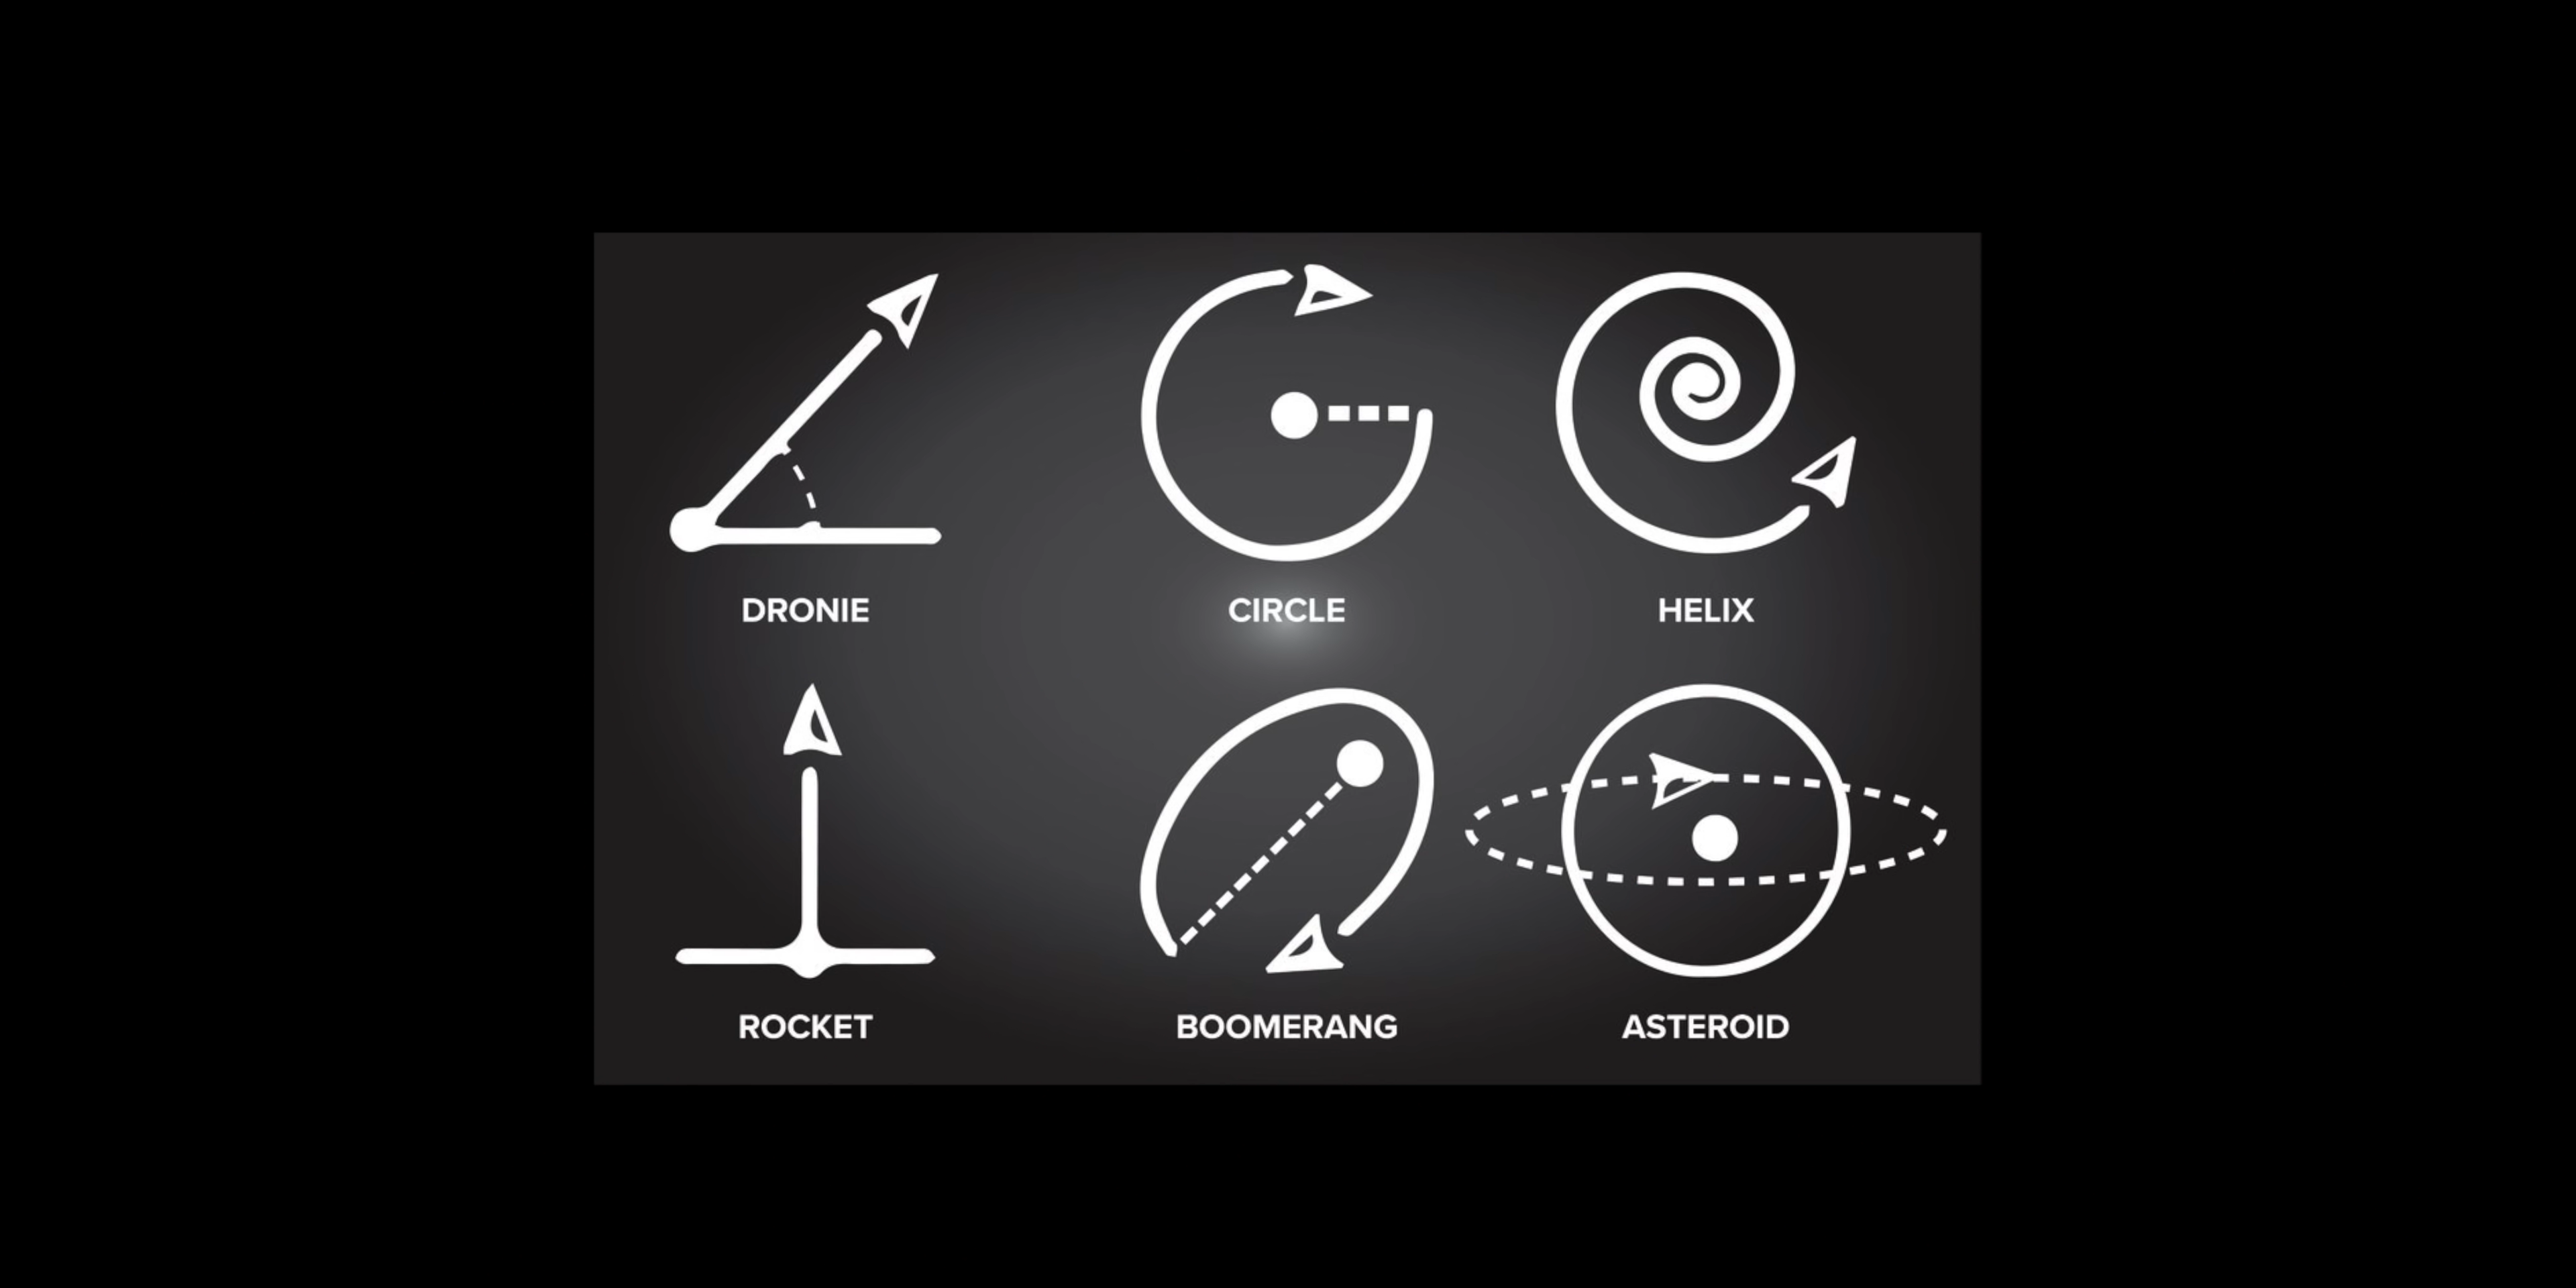 DRONIE
CIRCLE
HELIX
ROCKET
BOOMERANG
ASTEROID